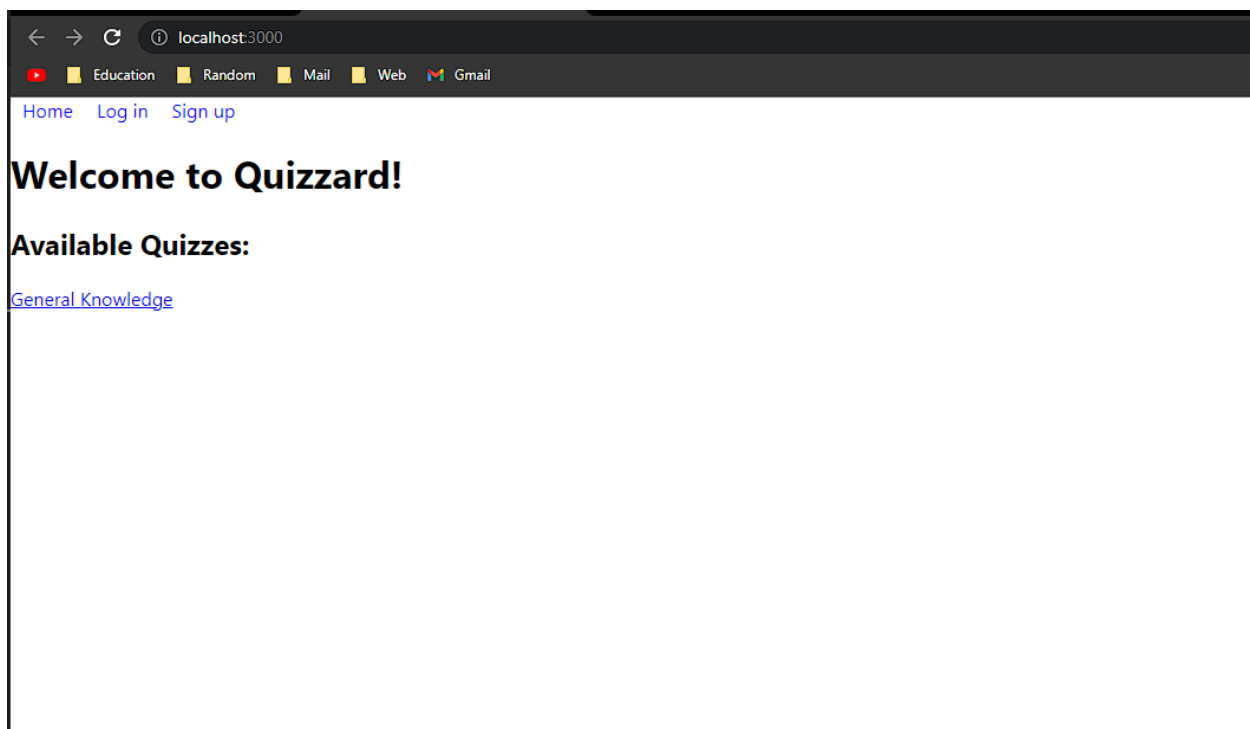 localhost:3000
Education Random Mail Web Gmail
Home Log in Sign up
Welcome to Quizzard!
Available Quizzes:
General Knowledge